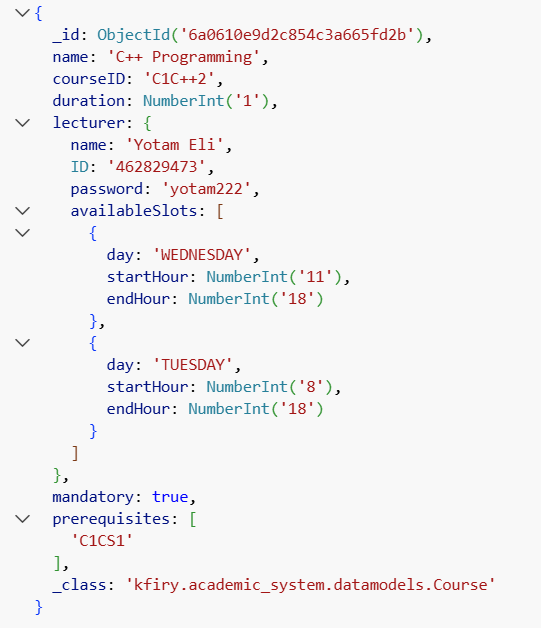 {
_id: ObjectId('6a0610e9d2c854c3a665fd2b'),
name: 'C++ Programming',
courseID: 'C1C++2',
duration: NumberInt('1'),
lecturer: {
name: 'Yotam Eli',
ID: '462829473',
password: 'yotam222',
availableSlots: [
{
day: 'WEDNESDAY',
startHour: NumberInt('11'),
endHour: NumberInt('18')
},
{
day: 'TUESDAY',
startHour: NumberInt('8'),
endHour: NumberInt('18')
}
]
},
mandatory: true,
prerequisites: [
'C1CS1'
],
_class: 'kfiry.academic_system.datamodels.Course'
}